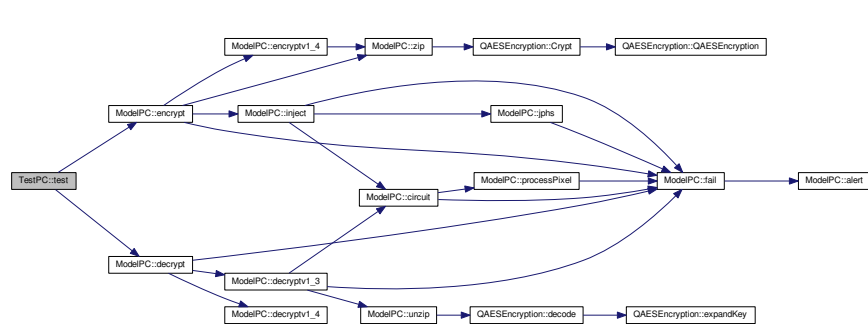 ModelPC::encryptv1_4
ModelPC::zip
QAESEncryption::Crypt
QAESEncryption::QAESEncryption
ModelPC::encrypt
ModelPC::inject
ModelPC::jphs
TestPC::test
ModelPC::processPixel
ModelPC::fail
ModelPC::alert
ModelPC::circuit
ModelPC::decrypt
ModelPC::decryptv1_3
ModelPC::decryptv1_4
ModelPC::unzip
QAESEncryption::decode
QAESEncryption::expandKey